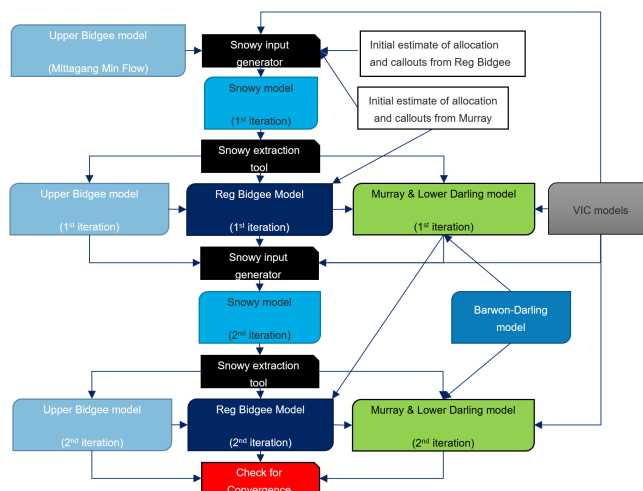 Upper Bidgee model
(Mittagang Min Flow)
Snowy input
generator
Initial estimate of allocation
and callouts from Reg Bidgee
Snowy model
(1st iteration)
Initial estimate of allocation
and callouts from Murray
Snowy extraction
tool
Upper Bidgee model
(1st iteration)
Reg Bidgee Model
(1st iteration)
Murray & Lower Darling model
(1st iteration)
VIC models
Snowy input
generator
Snowy model
(2nd iteration)
Barwon-Darling
model
Snowy extraction
tool
Upper Bidgee model
(2nd iteration)
Reg Bidgee Model
(2nd iteration)
Murray & Lower Darling model
(2nd iteration)
Check for
Convergence